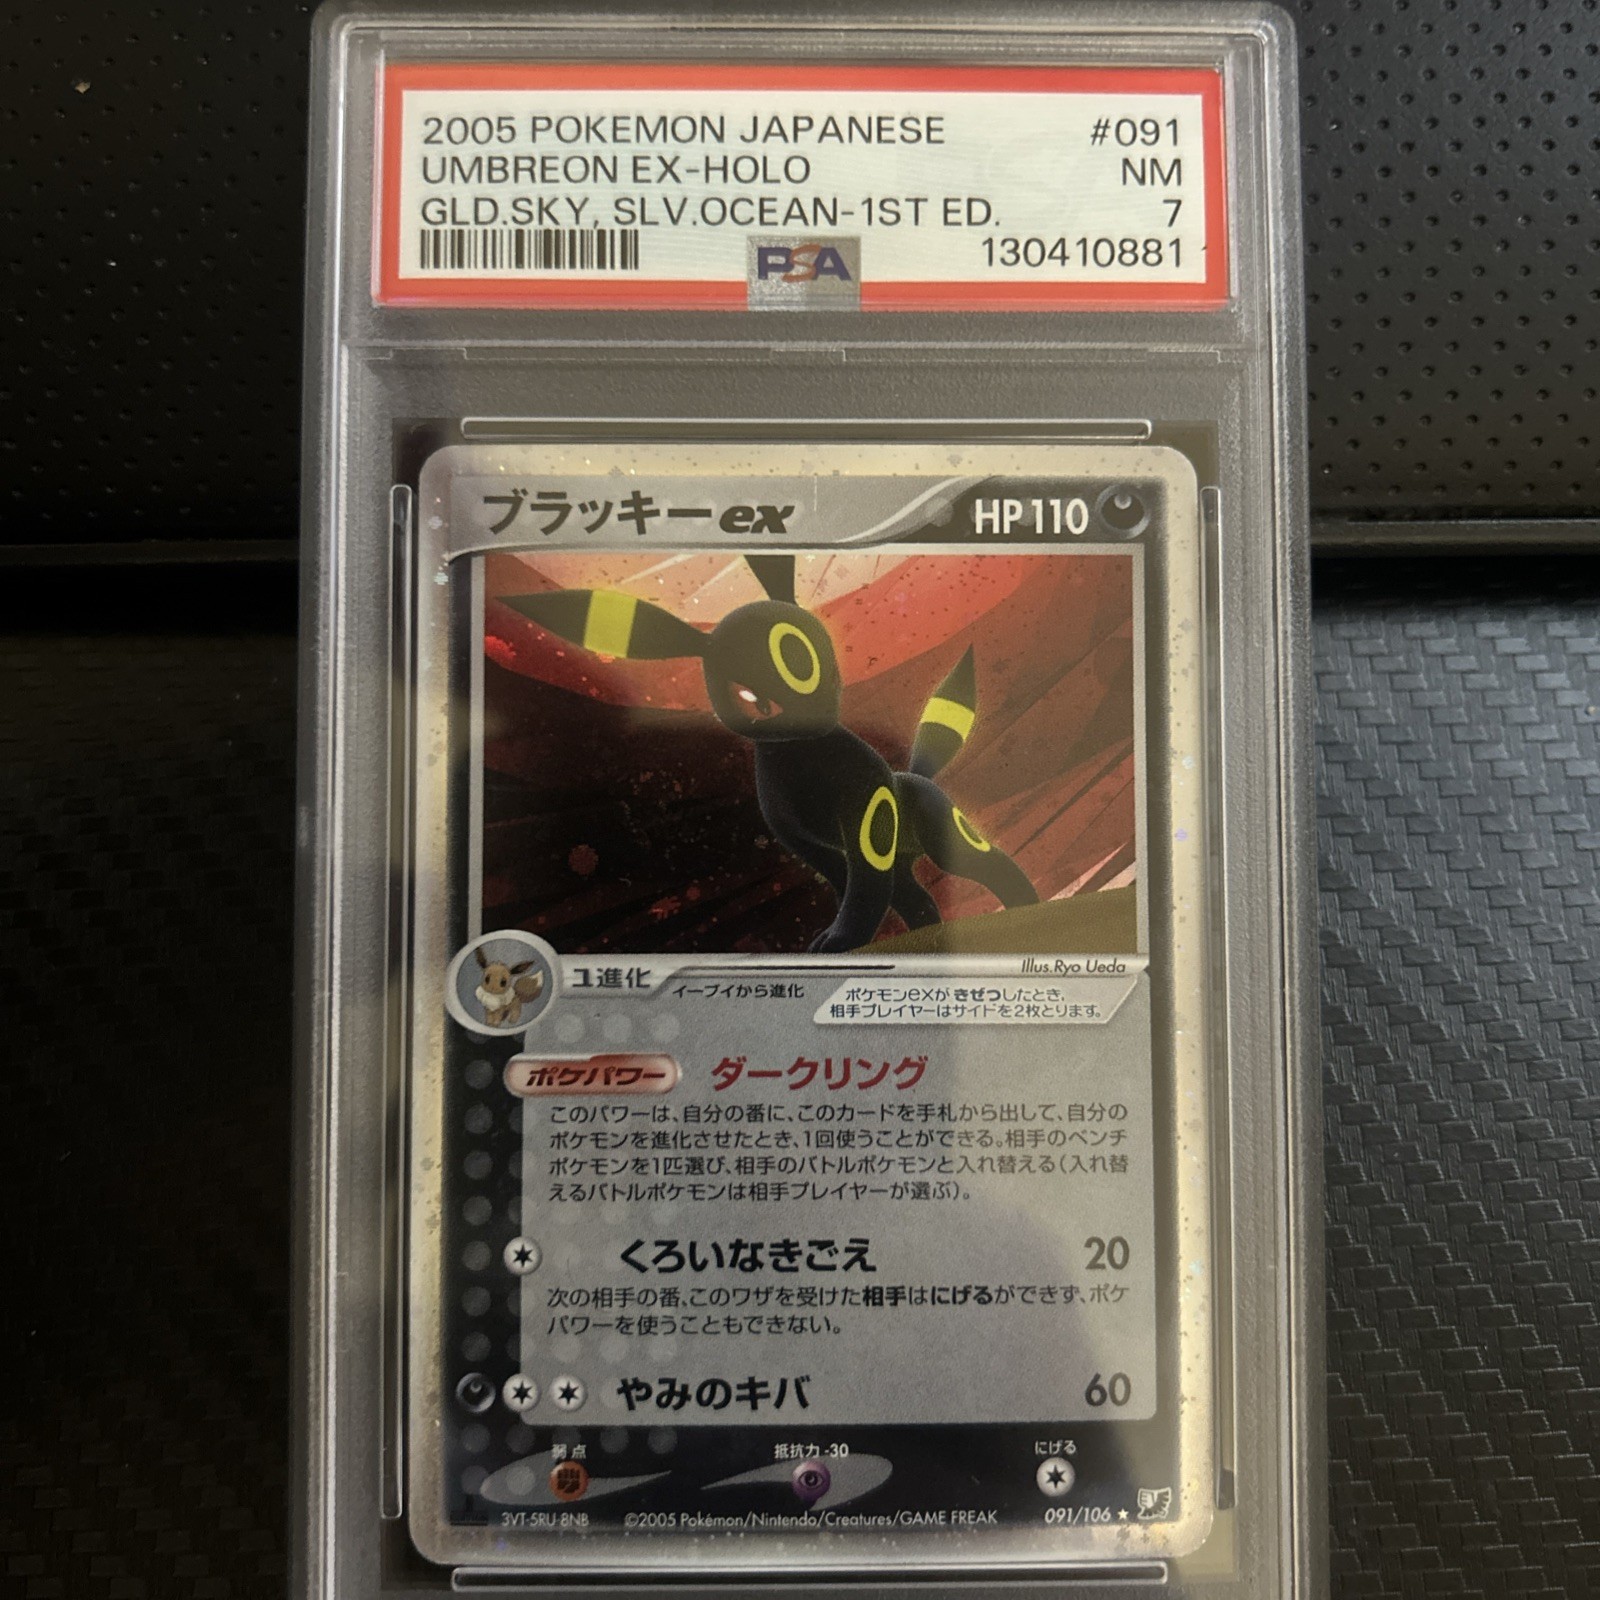 2005 POKEMON JAPANESE #091
UMBREON EX-HOLO NM
GLD.SKY, SLV.OCEAN-1ST ED. 7
PSA 130410881
ブラッキーex HP 110
Illus.Ryo Ueda
1進化 イーブイから進化
ポケモンexがきぜつしたとき、
相手プレイヤーはサイドを2枚とります。
ポケパワー ダークリング
このパワーは、自分の番に、このカードを手札から出して、自分の
ポケモンを進化させたとき、1回使うことができる。相手のベンチ
ポケモンを1匹選び、相手のバトルポケモンと入れ替える(入れ替
えるバトルポケモンは相手プレイヤーが選ぶ)。
くろいなきごえ 20
次の相手の番、このワザを受けた相手はにげるができず、ポケ
パワーを使うこともできない。
やみのキバ 60
弱点 抵抗力 -30 にげる
3VT-5RU-8NB ©2005 Pokémon/Nintendo/Creatures/GAME FREAK 091/106 ★